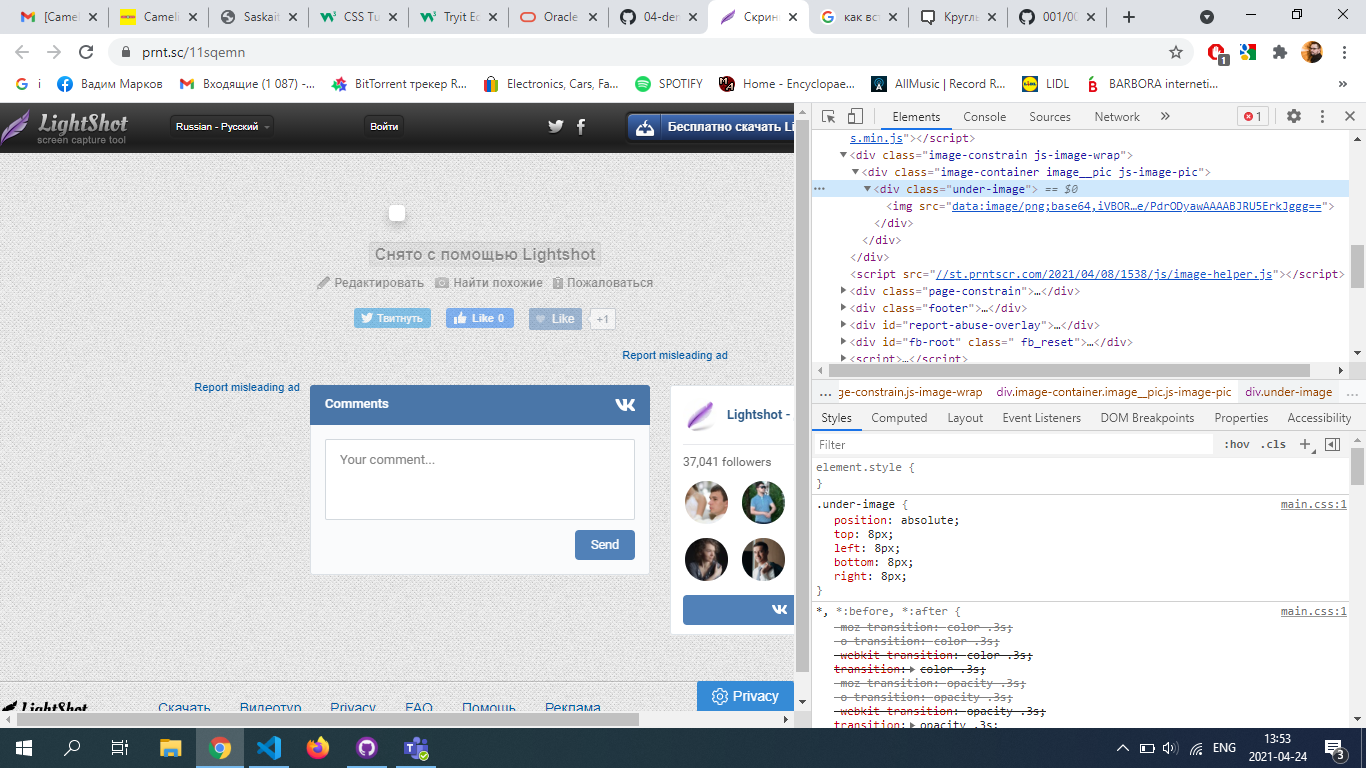 [Camel
Camelia
Saskait
CSS Tu
Tryit Ec
Oracle
04-der
Скрин
как вст
Кругль
001/00
prnt.sc/11sqemn
1
i
Вадим Марков
Входящие (1 087) -...
BitTorrent трекер R...
Electronics, Cars, Fa...
SPOTIFY
Home - Encyclopae...
AllMusic | Record R...
LIDL
BARBORA interneti...
»
LightShot
screen capture tool
Russian - Русский
Войти
Бесплатно скачать Li
Снято с помощью Lightshot
Редактировать
Найти похожие
Пожаловаться
Твитнуть
Like 0
Like
+1
Report misleading ad
Report misleading ad
Comments
Your comment...
Send
Lightshot -
37,041 followers
LightShot
Скачать
Видеотур
Privacy
FAQ
Помощь
Реклама
Privacy
Elements
Console
Sources
Network
»
1
s.min.js"></script>
<div class="image-constrain js-image-wrap">
<div class="image-container image__pic js-image-pic">
<div class="under-image"> == $0
<img src="data:image/png;base64,iVBOR…e/PdrODyawAAAABJRU5ErkJggg==">
</div>
</div>
</div>
<script src="//st.prntscr.com/2021/04/08/1538/js/image-helper.js"></script>
<div class="page-constrain">…</div>
<div class="footer">…</div>
<div id="report-abuse-overlay">…</div>
<div id="fb-root" class=" fb_reset">…</div>
<script>…</script>
... ge-constrain.js-image-wrap
div.image-container.image__pic.js-image-pic
div.under-image
...
Styles
Computed
Layout
Event Listeners
DOM Breakpoints
Properties
Accessibility
Filter
:hov
.cls
+
element.style {
}
.under-image {
main.css:1
position: absolute;
top: 8px;
left: 8px;
bottom: 8px;
right: 8px;
}
*, *:before, *:after {
main.css:1
-moz-transition: color .3s;
-o-transition: color .3s;
-webkit-transition: color .3s;
transition: color .3s;
-moz-transition: opacity .3s;
-o-transition: opacity .3s;
-webkit-transition: opacity .3s;
transition: opacity .3s;
ENG
13:53
2021-04-24
3